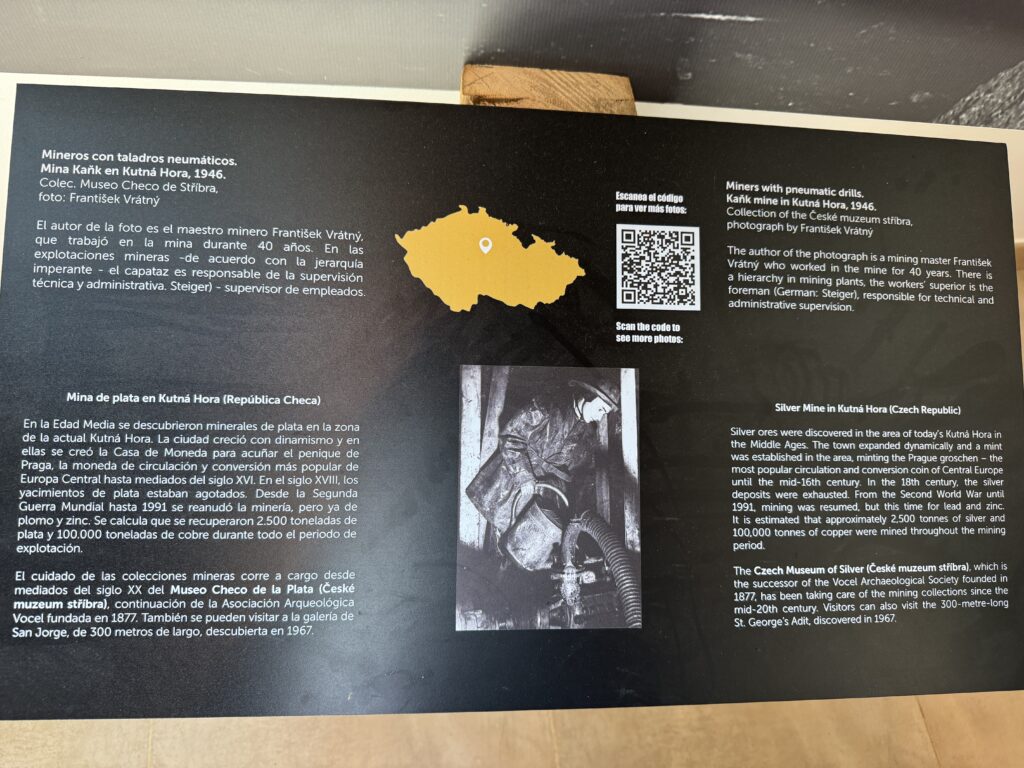 Mineros con taladros neumáticos.
Mina Kaňk en Kutná Hora, 1946.
Colec. Museo Checo de Stříbra,
foto: František Vrátný
El autor de la foto es el maestro minero František Vrátný,
que trabajó en la mina durante 40 años. En las
explotaciones mineras -de acuerdo con la jerarquía
imperante - el capataz es responsable de la supervisión
técnica y administrativa. Steiger) - supervisor de empleados.
Escanea el código
para ver más fotos:
Scan the code to
see more photos:
Miners with pneumatic drills.
Kaňk mine in Kutná Hora, 1946.
Collection of the České muzeum stříbra,
photograph by František Vrátný
The author of the photograph is a mining master František
Vrátný who worked in the mine for 40 years. There is
a hierarchy in mining plants, the workers' superior is the
foreman (German: Steiger), responsible for technical and
administrative supervision.
Mina de plata en Kutná Hora (República Checa)
En la Edad Media se descubrieron minerales de plata en la zona
de la actual Kutná Hora. La ciudad creció con dinamismo y en
ellas se creó la Casa de Moneda para acuñar el penique de
Praga, la moneda de circulación y conversión más popular de
Europa Central hasta mediados del siglo XVI. En el siglo XVIII, los
yacimientos de plata estaban agotados. Desde la Segunda
Guerra Mundial hasta 1991 se reanudó la minería, pero ya de
plomo y zinc. Se calcula que se recuperaron 2.500 toneladas de
plata y 100.000 toneladas de cobre durante todo el periodo de
explotación.
El cuidado de las colecciones mineras corre a cargo desde
mediados del siglo XX del Museo Checo de la Plata (České
muzeum stříbra), continuación de la Asociación Arqueológica
Vocel fundada en 1877. También se pueden visitar a la galería de
San Jorge, de 300 metros de largo, descubierta en 1967.
Silver Mine in Kutná Hora (Czech Republic)
Silver ores were discovered in the area of today's Kutná Hora in
the Middle Ages. The town expanded dynamically and a mint
was established in the area, minting the Prague groschen – the
most popular circulation and conversion coin of Central Europe
until the mid-16th century. In the 18th century, the silver
deposits were exhausted. From the Second World War until
1991, mining was resumed, but this time for lead and zinc.
It is estimated that approximately 2,500 tonnes of silver and
100,000 tonnes of copper were mined throughout the mining
period.
The Czech Museum of Silver (České muzeum stříbra), which is
the successor of the Vocel Archaeological Society founded in
1877, has been taking care of the mining collections since the
mid-20th century. Visitors can also visit the 300-metre-long
St. George's Adit, discovered in 1967.